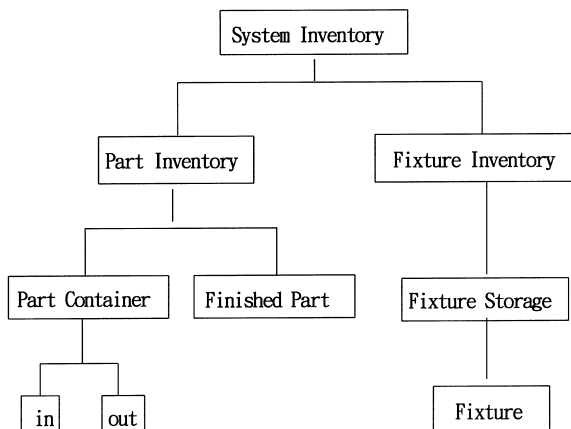 System Inventory
Part Inventory
Fixture Inventory
Part Container
Finished Part
Fixture Storage
in
out
Fixture